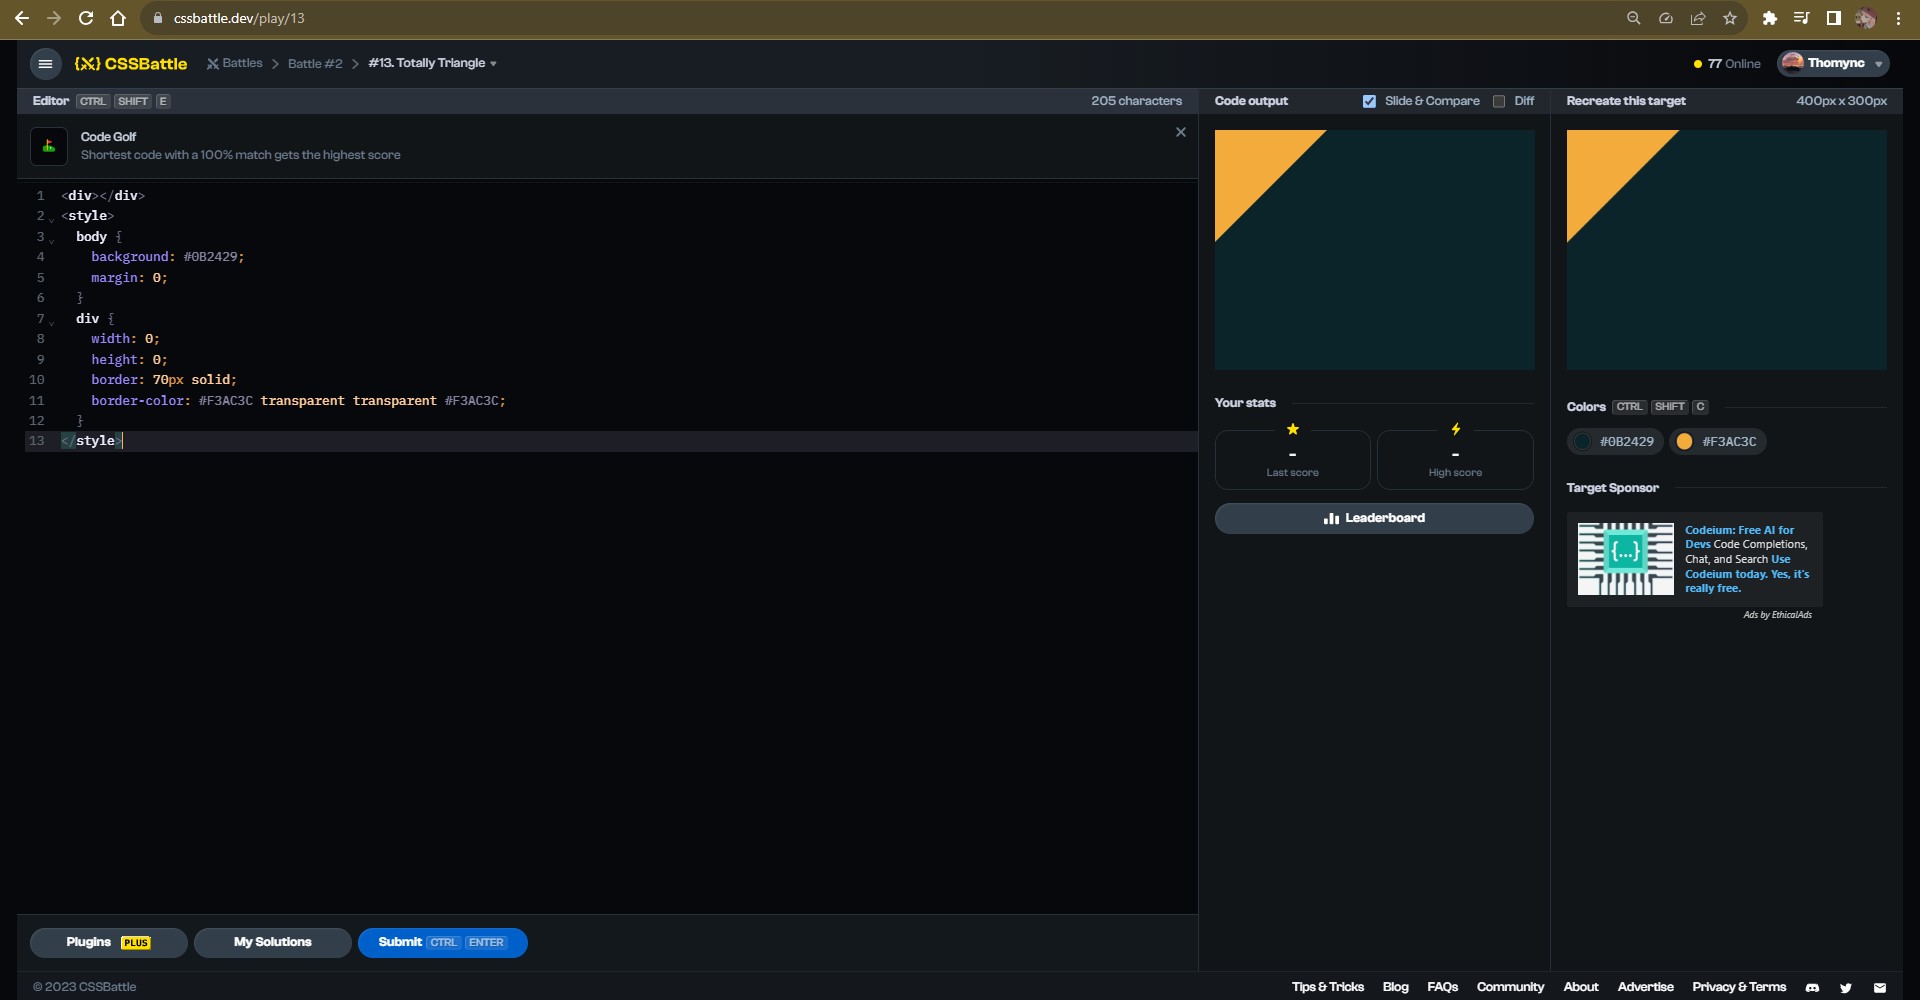 cssbattle.dev/play/13
{X} CSSBattle
Battles
Battle #2
#13. Totally Triangle
77 Online
Thomync
Editor CTRL SHIFT E
205 characters
Code Golf
Shortest code with a 100% match gets the highest score
1 <div></div>
2 <style>
3 body {
4 background: #0B2429;
5 margin: 0;
6 }
7 div {
8 width: 0;
9 height: 0;
10 border: 70px solid;
11 border-color: #F3AC3C transparent transparent #F3AC3C;
12 }
13 </style>
Plugins PLUS
My Solutions
Submit CTRL ENTER
Code output
Slide & Compare
Diff
Your stats
-
Last score
-
High score
Leaderboard
Recreate this target
400px x 300px
Colors CTRL SHIFT C
#0B2429
#F3AC3C
Target Sponsor
{...}
Codeium: Free AI for
Devs Code Completions,
Chat, and Search Use
Codeium today. Yes, it's
really free.
Ads by EthicalAds
© 2023 CSSBattle
Tips & Tricks
Blog
FAQs
Community
About
Advertise
Privacy & Terms